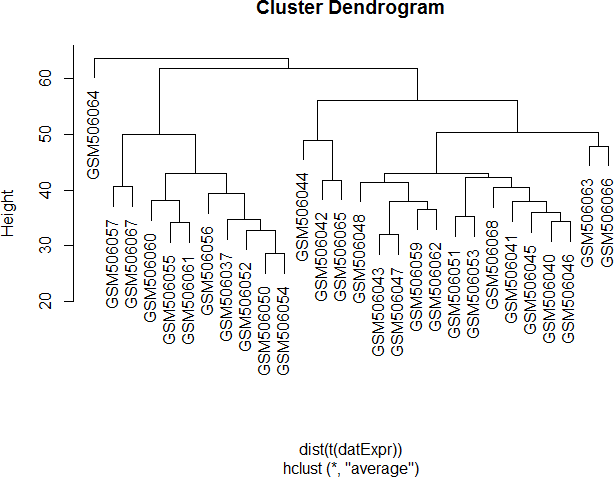 Cluster Dendrogram
Height
60
50
40
30
20
GSM506064
GSM506057
GSM506067
GSM506060
GSM506055
GSM506061
GSM506056
GSM506037
GSM506052
GSM506050
GSM506054
GSM506044
GSM506042
GSM506065
GSM506048
GSM506043
GSM506047
GSM506059
GSM506062
GSM506051
GSM506053
GSM506068
GSM506041
GSM506045
GSM506040
GSM506046
GSM506063
GSM506066
dist(t(datExpr))
hclust (*, "average")